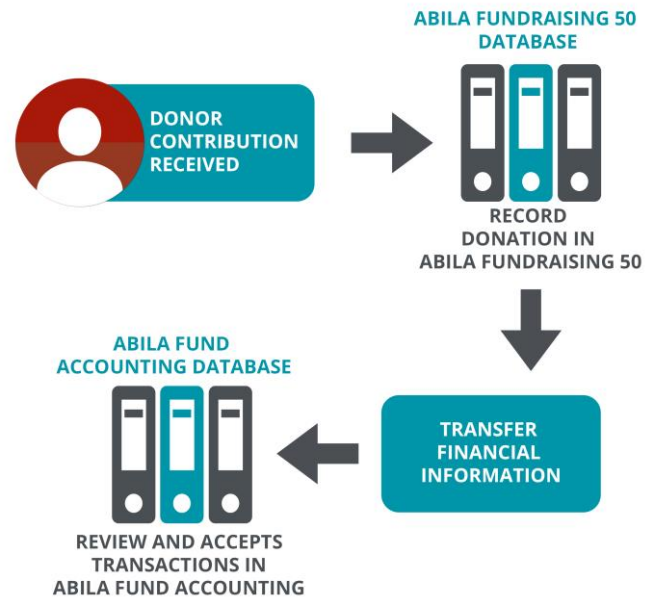 DONOR
CONTRIBUTION
RECEIVED
ABILA FUNDRAISING 50
DATABASE
RECORD
DONATION IN
ABILA FUNDRAISING 50
TRANSFER
FINANCIAL
INFORMATION
ABILA FUND
ACCOUNTING DATABASE
REVIEW AND ACCEPTS
TRANSACTIONS IN
ABILA FUND ACCOUNTING